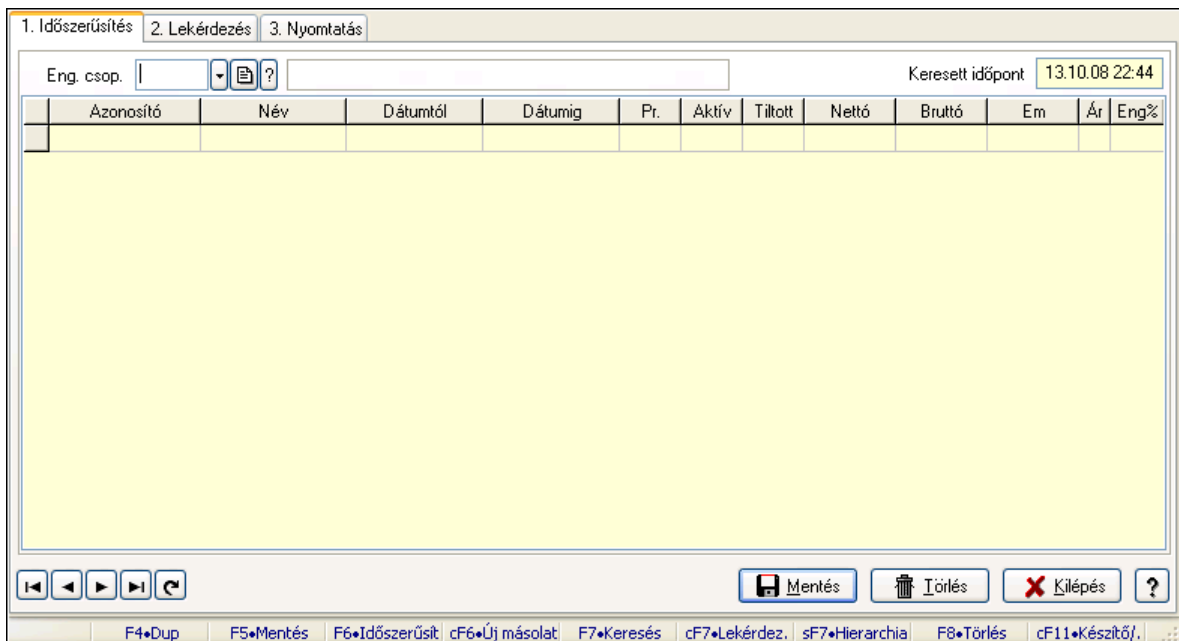 1. Időszerűsítés 2. Lekérdezés 3. Nyomtatás
Eng. csop. ? Keresett időpont 13.10.08 22:44
Azonosító Név Dátumtól Dátumig Pr. Aktív Tiltott Nettó Bruttó Em Ár Eng%
Mentés Törlés Kilépés ?
F4•Dup F5•Mentés F6•Időszerűsít cF6•Új másolat F7•Keresés cF7•Lekérdez. sF7•Hierarchia F8•Törlés cF11•Készítő/.